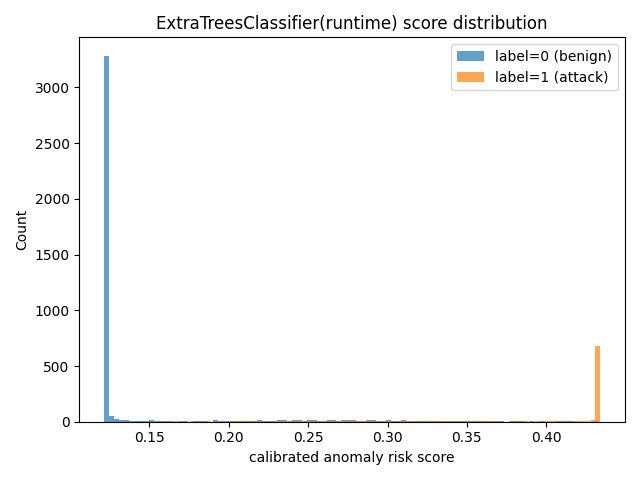 ExtraTreesClassifier(runtime) score distribution
label=0 (benign)
label=1 (attack)
3000
2500
2000
1500
1000
500
0
Count
0.15 0.20 0.25 0.30 0.35 0.40
calibrated anomaly risk score